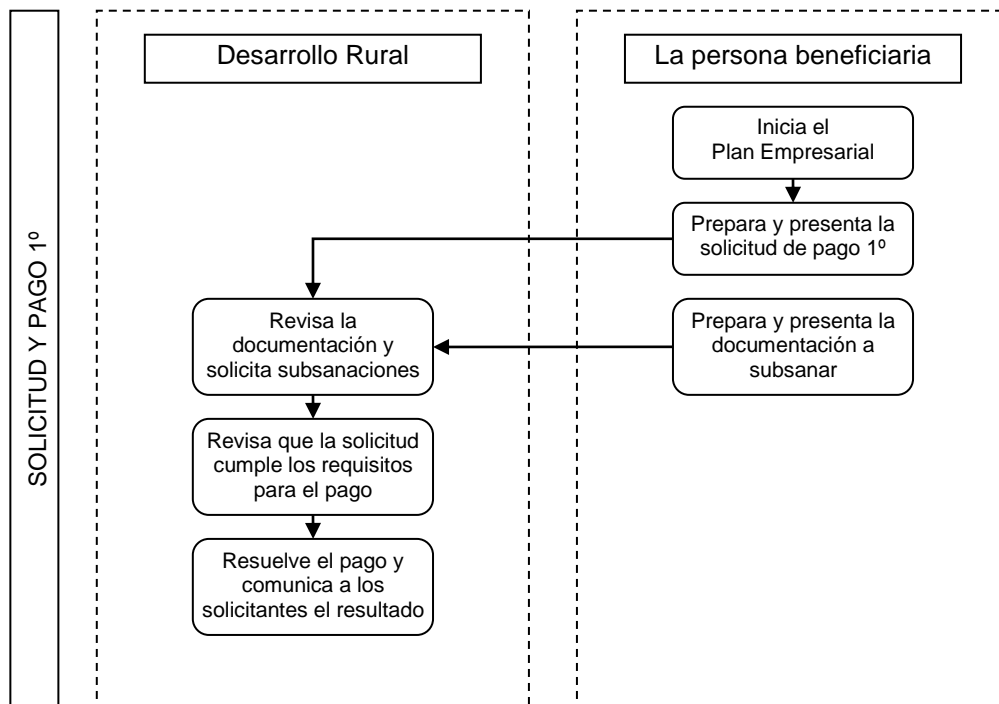 SOLICITUD Y PAGO 1º
Desarrollo Rural
La persona beneficiaria
Inicia el
Plan Empresarial
Prepara y presenta la
solicitud de pago 1º
Revisa la
documentación y
solicita subsanaciones
Prepara y presenta la
documentación a
subsanar
Revisa que la solicitud
cumple los requisitos
para el pago
Resuelve el pago y
comunica a los
solicitantes el resultado